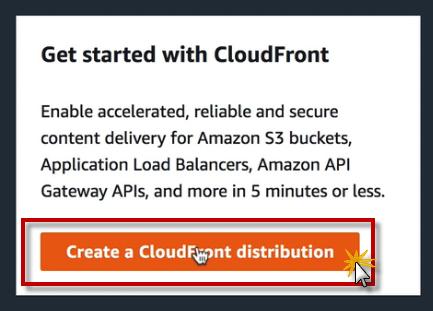 Get started with CloudFront
Enable accelerated, reliable and secure
content delivery for Amazon S3 buckets,
Application Load Balancers, Amazon API
Gateway APIs, and more in 5 minutes or less.
Create a CloudFront distribution